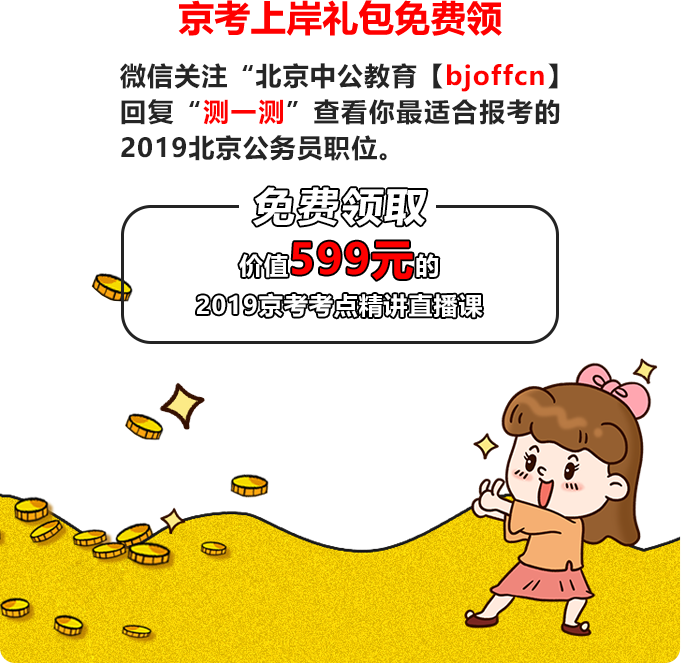 京考上岸礼包免费领
微信关注“北京中公教育【bjoffcn】
回复“测一测”查看你最适合报考的
2019北京公务员职位。
免费领取
价值599元的
2019京考考点精讲直播课